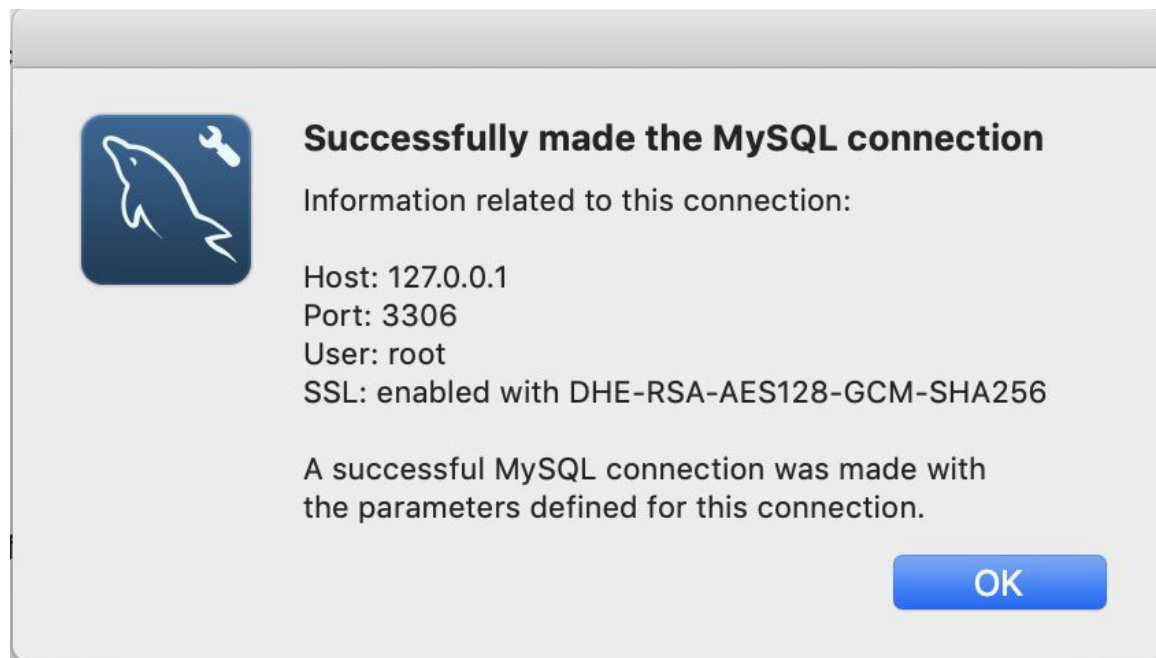 Successfully made the MySQL connection
Information related to this connection:
Host: 127.0.0.1
Port: 3306
User: root
SSL: enabled with DHE-RSA-AES128-GCM-SHA256
A successful MySQL connection was made with
the parameters defined for this connection.
OK